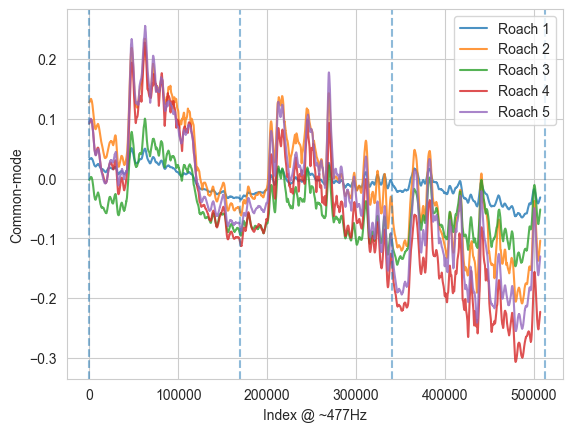 Roach 1
Roach 2
Roach 3
Roach 4
Roach 5
Common-mode
0.2
0.1
0.0
−0.1
−0.2
−0.3
0 100000 200000 300000 400000 500000
Index @ ~477Hz